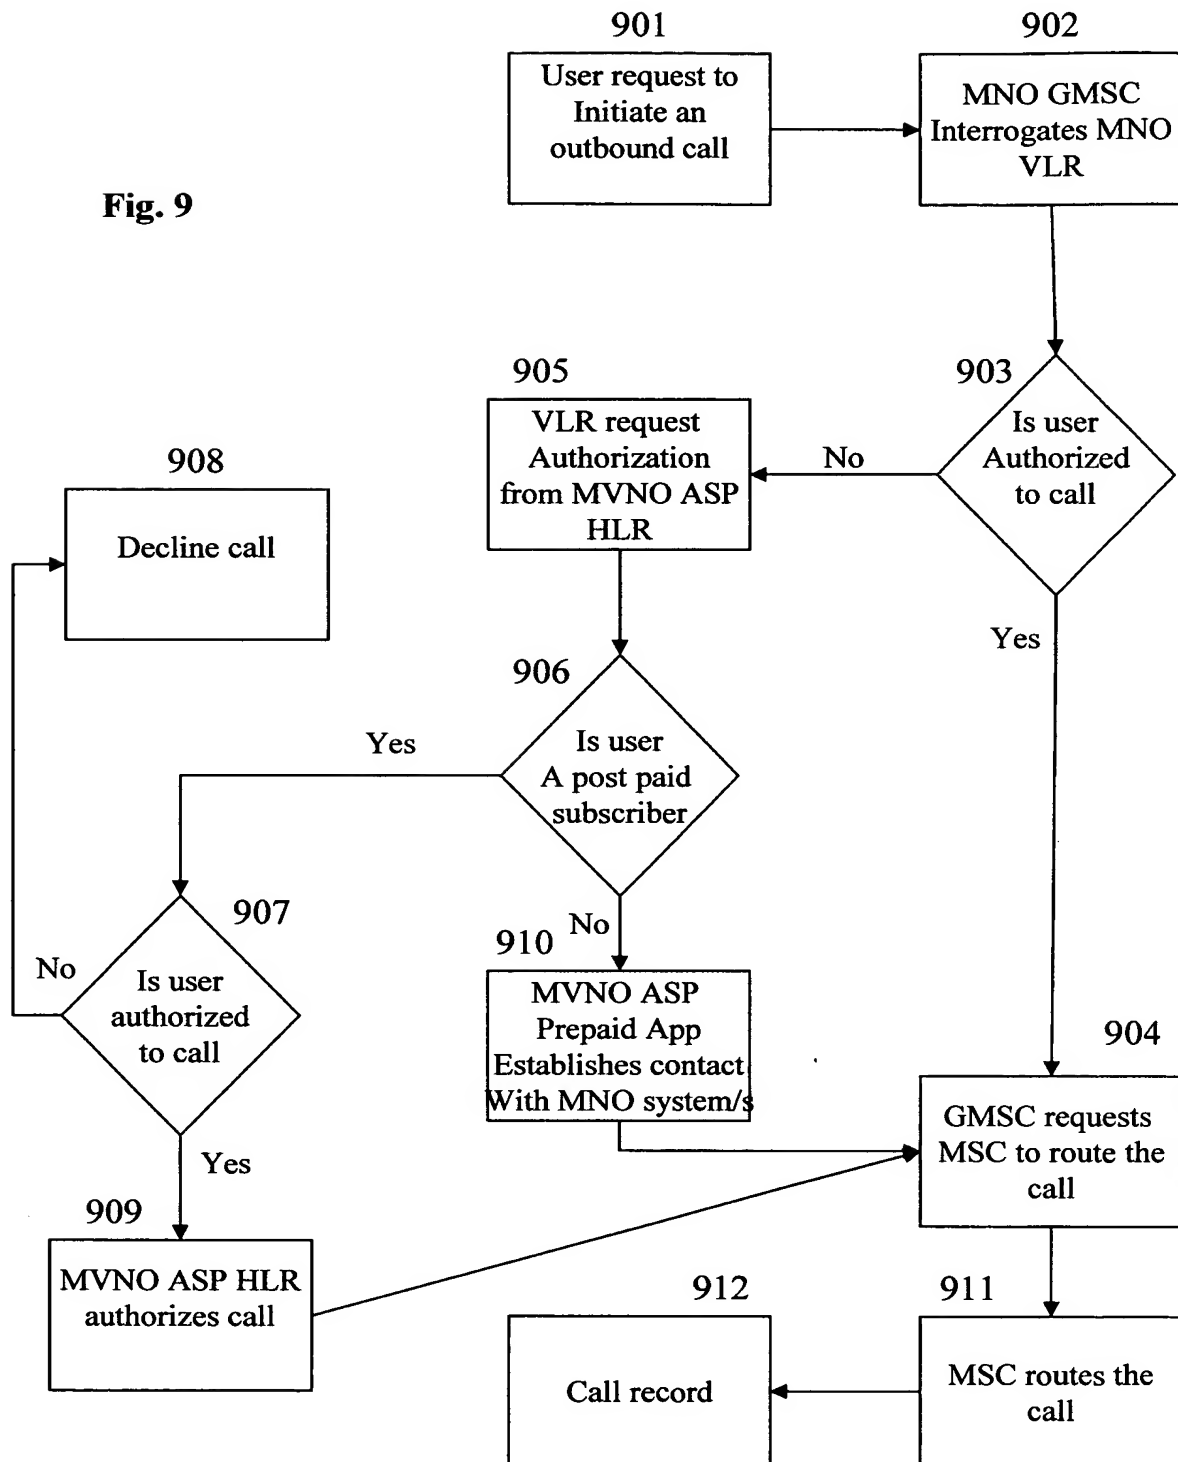 901
User request to
Initiate an
outbound call
902
MNO GMSC
Interrogates MNO
VLR
Fig. 9
903
Is user
Authorized
to call
No
Yes
905
VLR request
Authorization
from MVNO ASP
HLR
908
Decline call
906
Is user
A post paid
subscriber
Yes
No
907
Is user
authorized
to call
No
Yes
910
MVNO ASP
Prepaid App
Establishes contact
With MNO system/s
904
GMSC requests
MSC to route the
call
909
MVNO ASP HLR
authorizes call
912
Call record
911
MSC routes the
call